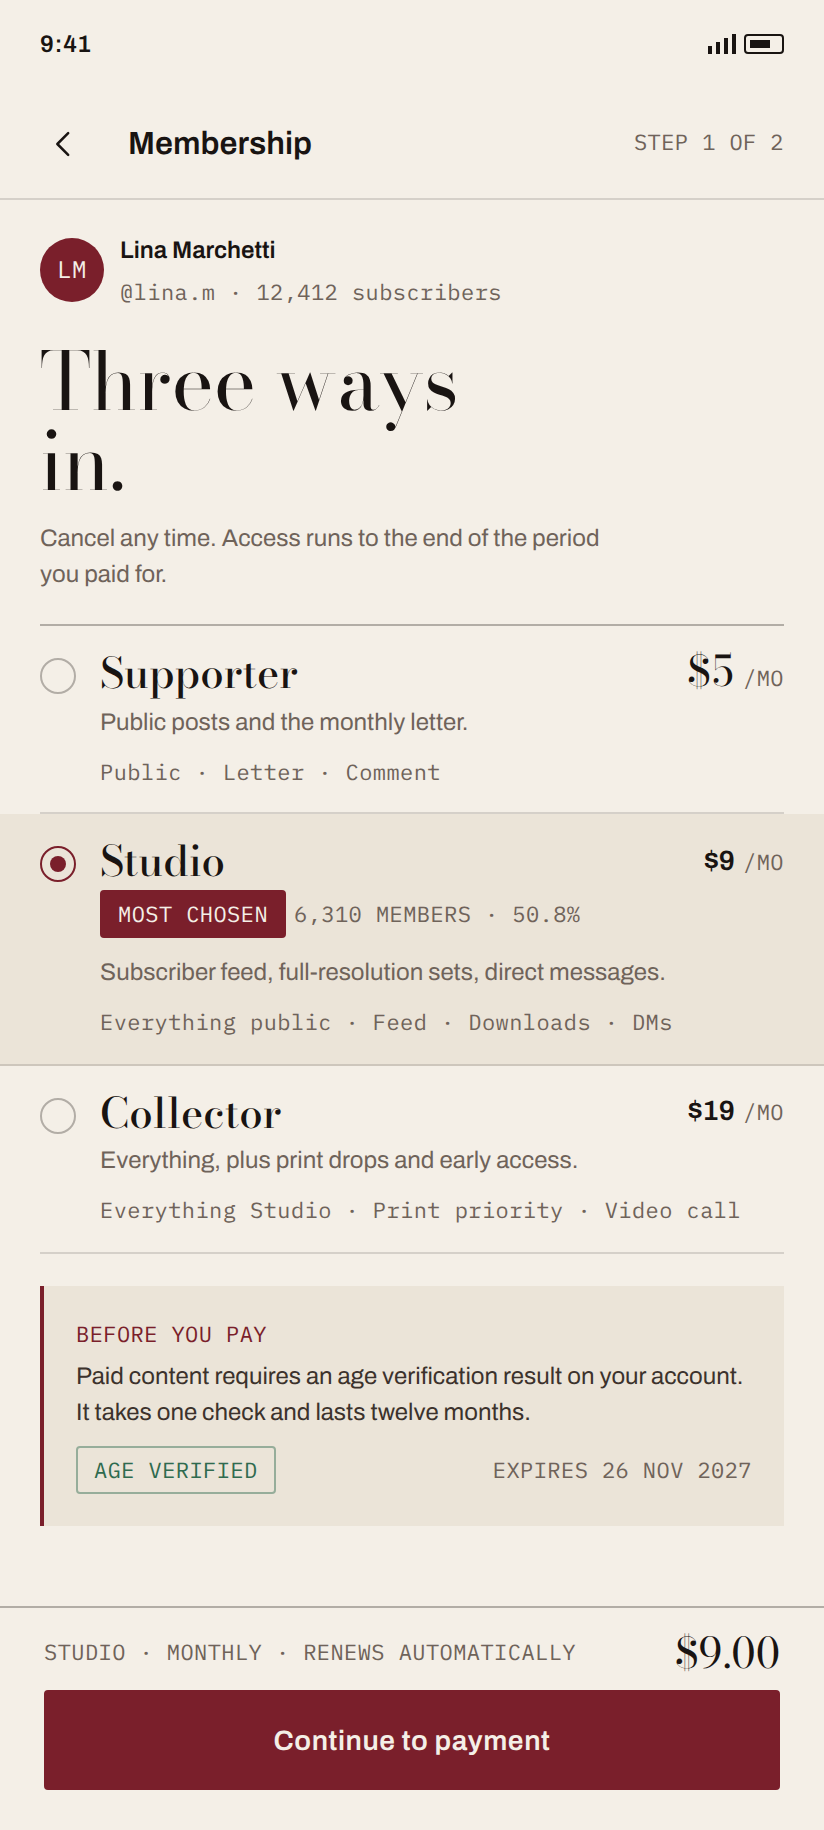 9:41
Membership
STEP 1 OF 2
LM
Lina Marchetti
@lina.m · 12,412 subscribers
Three ways
in.
Cancel any time. Access runs to the end of the period
you paid for.
Supporter
$5 /MO
Public posts and the monthly letter.
Public · Letter · Comment
Studio
$9 /MO
MOST CHOSEN 6,310 MEMBERS · 50.8%
Subscriber feed, full-resolution sets, direct messages.
Everything public · Feed · Downloads · DMs
Collector
$19 /MO
Everything, plus print drops and early access.
Everything Studio · Print priority · Video call
BEFORE YOU PAY
Paid content requires an age verification result on your account.
It takes one check and lasts twelve months.
AGE VERIFIED
EXPIRES 26 NOV 2027
STUDIO · MONTHLY · RENEWS AUTOMATICALLY
$9.00
Continue to payment